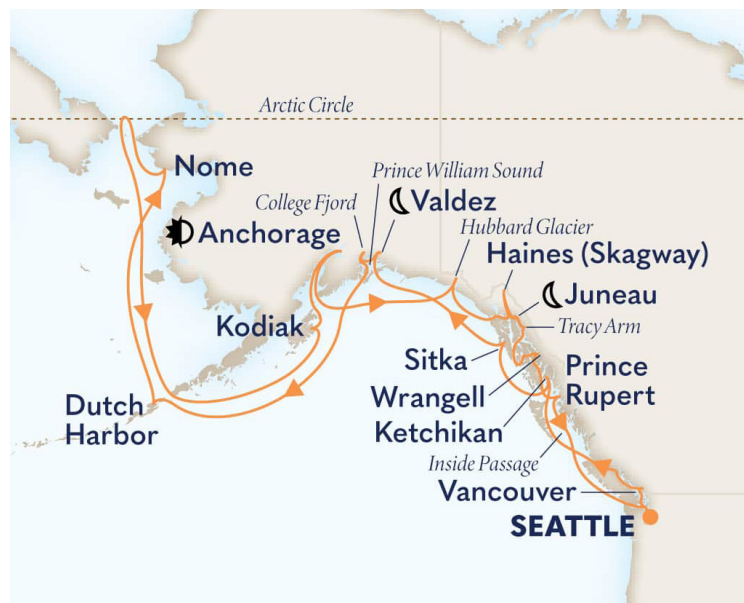 Arctic Circle
Nome
Prince William Sound
College Fjord
Valdez
Hubbard Glacier
Anchorage
Haines (Skagway)
Juneau
Kodiak
Tracy Arm
Sitka
Prince
Rupert
Wrangell
Dutch
Harbor
Ketchikan
Inside Passage
Vancouver
SEATTLE